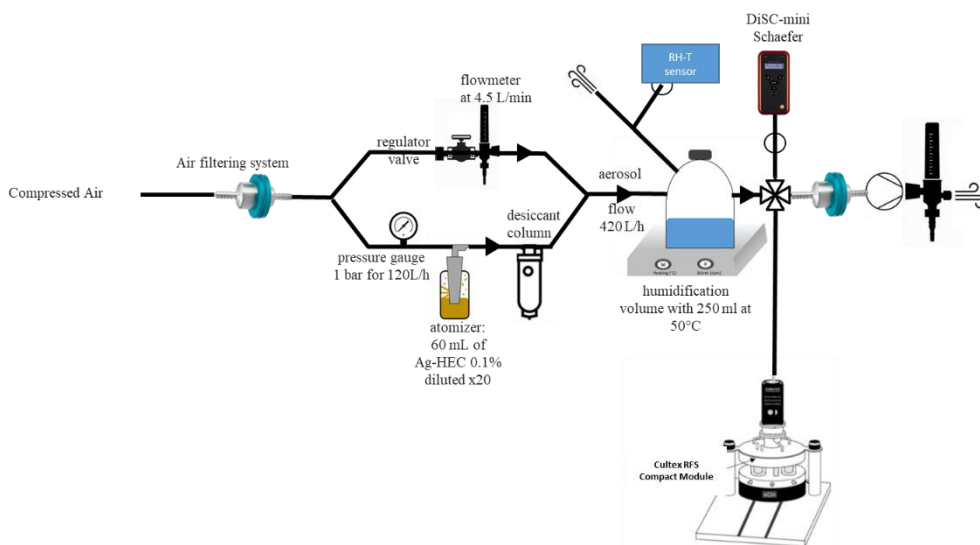 DiSC-mini
Schaefer
RH-T
sensor
flowmeter
at 4.5 L/min
regulator
valve
Air filtering system
Compressed Air
aerosol
flow
420 L/h
desiccant
column
pressure gauge
1 bar for 120L/h
humidification
volume with 250 ml at
50°C
atomizer:
60 mL of
Ag-HEC 0.1%
diluted x20
Cultex RFS
Compact Module